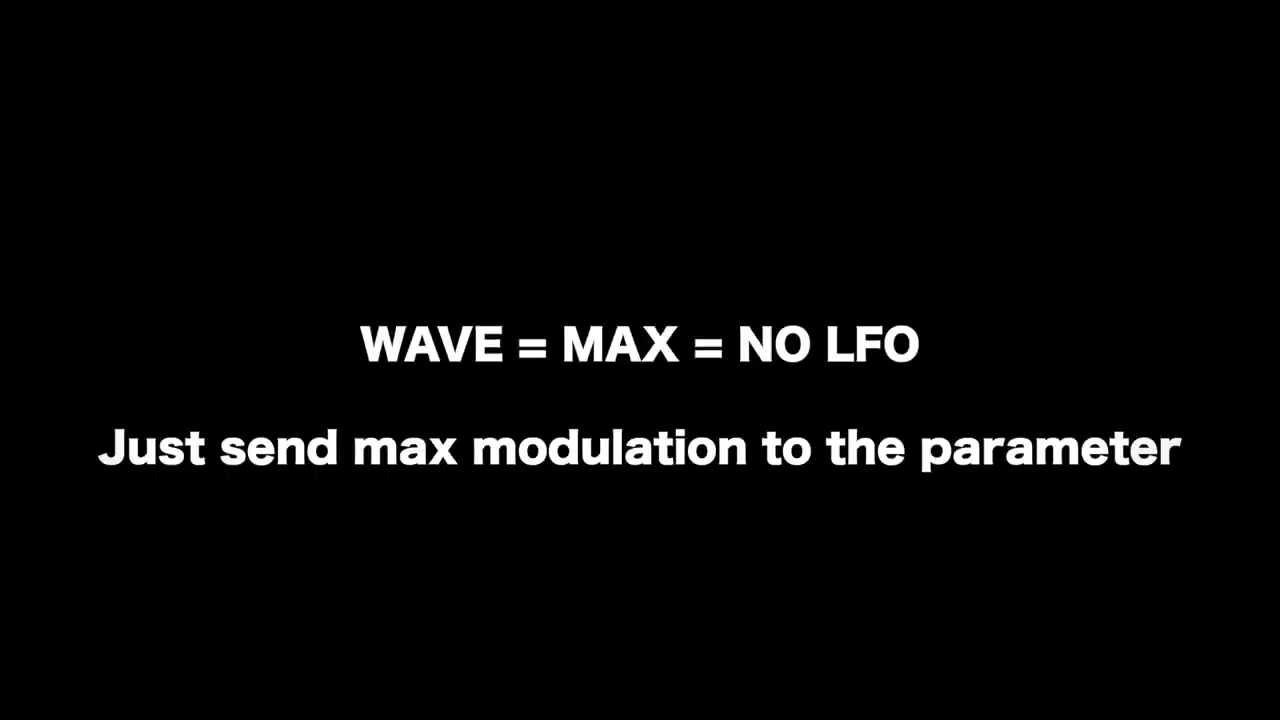 WAVE = MAX = NO LFO
Just send max modulation to the parameter